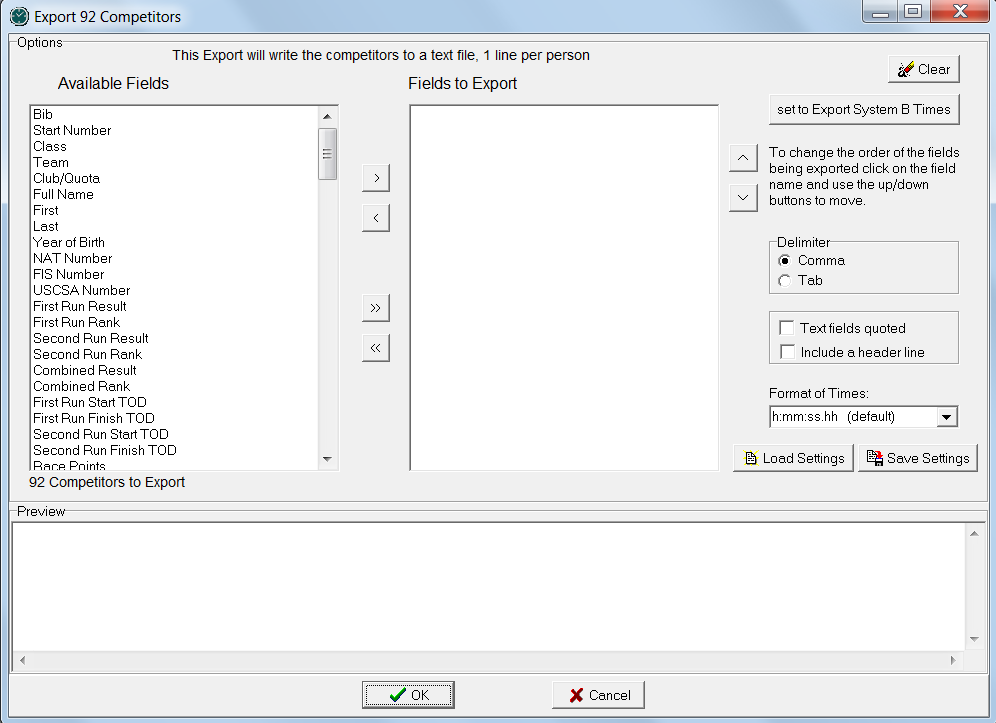 Export 92 Competitors
Options
This Export will write the competitors to a text file, 1 line per person
Available Fields
Fields to Export
Clear
set to Export System B Times
Bib
Start Number
Class
Team
Club/Quota
Full Name
First
Last
Year of Birth
NAT Number
FIS Number
USCSA Number
First Run Result
First Run Rank
Second Run Result
Second Run Rank
Combined Result
Combined Rank
First Run Start TOD
First Run Finish TOD
Second Run Start TOD
Second Run Finish TOD
Race Points
>
<
>>
<<
To change the order of the fields
being exported click on the field
name and use the up/down
buttons to move.
Delimiter
Comma
Tab
Text fields quoted
Include a header line
Format of Times:
h:mm:ss.hh (default)
Load Settings
Save Settings
92 Competitors to Export
Preview
OK
Cancel